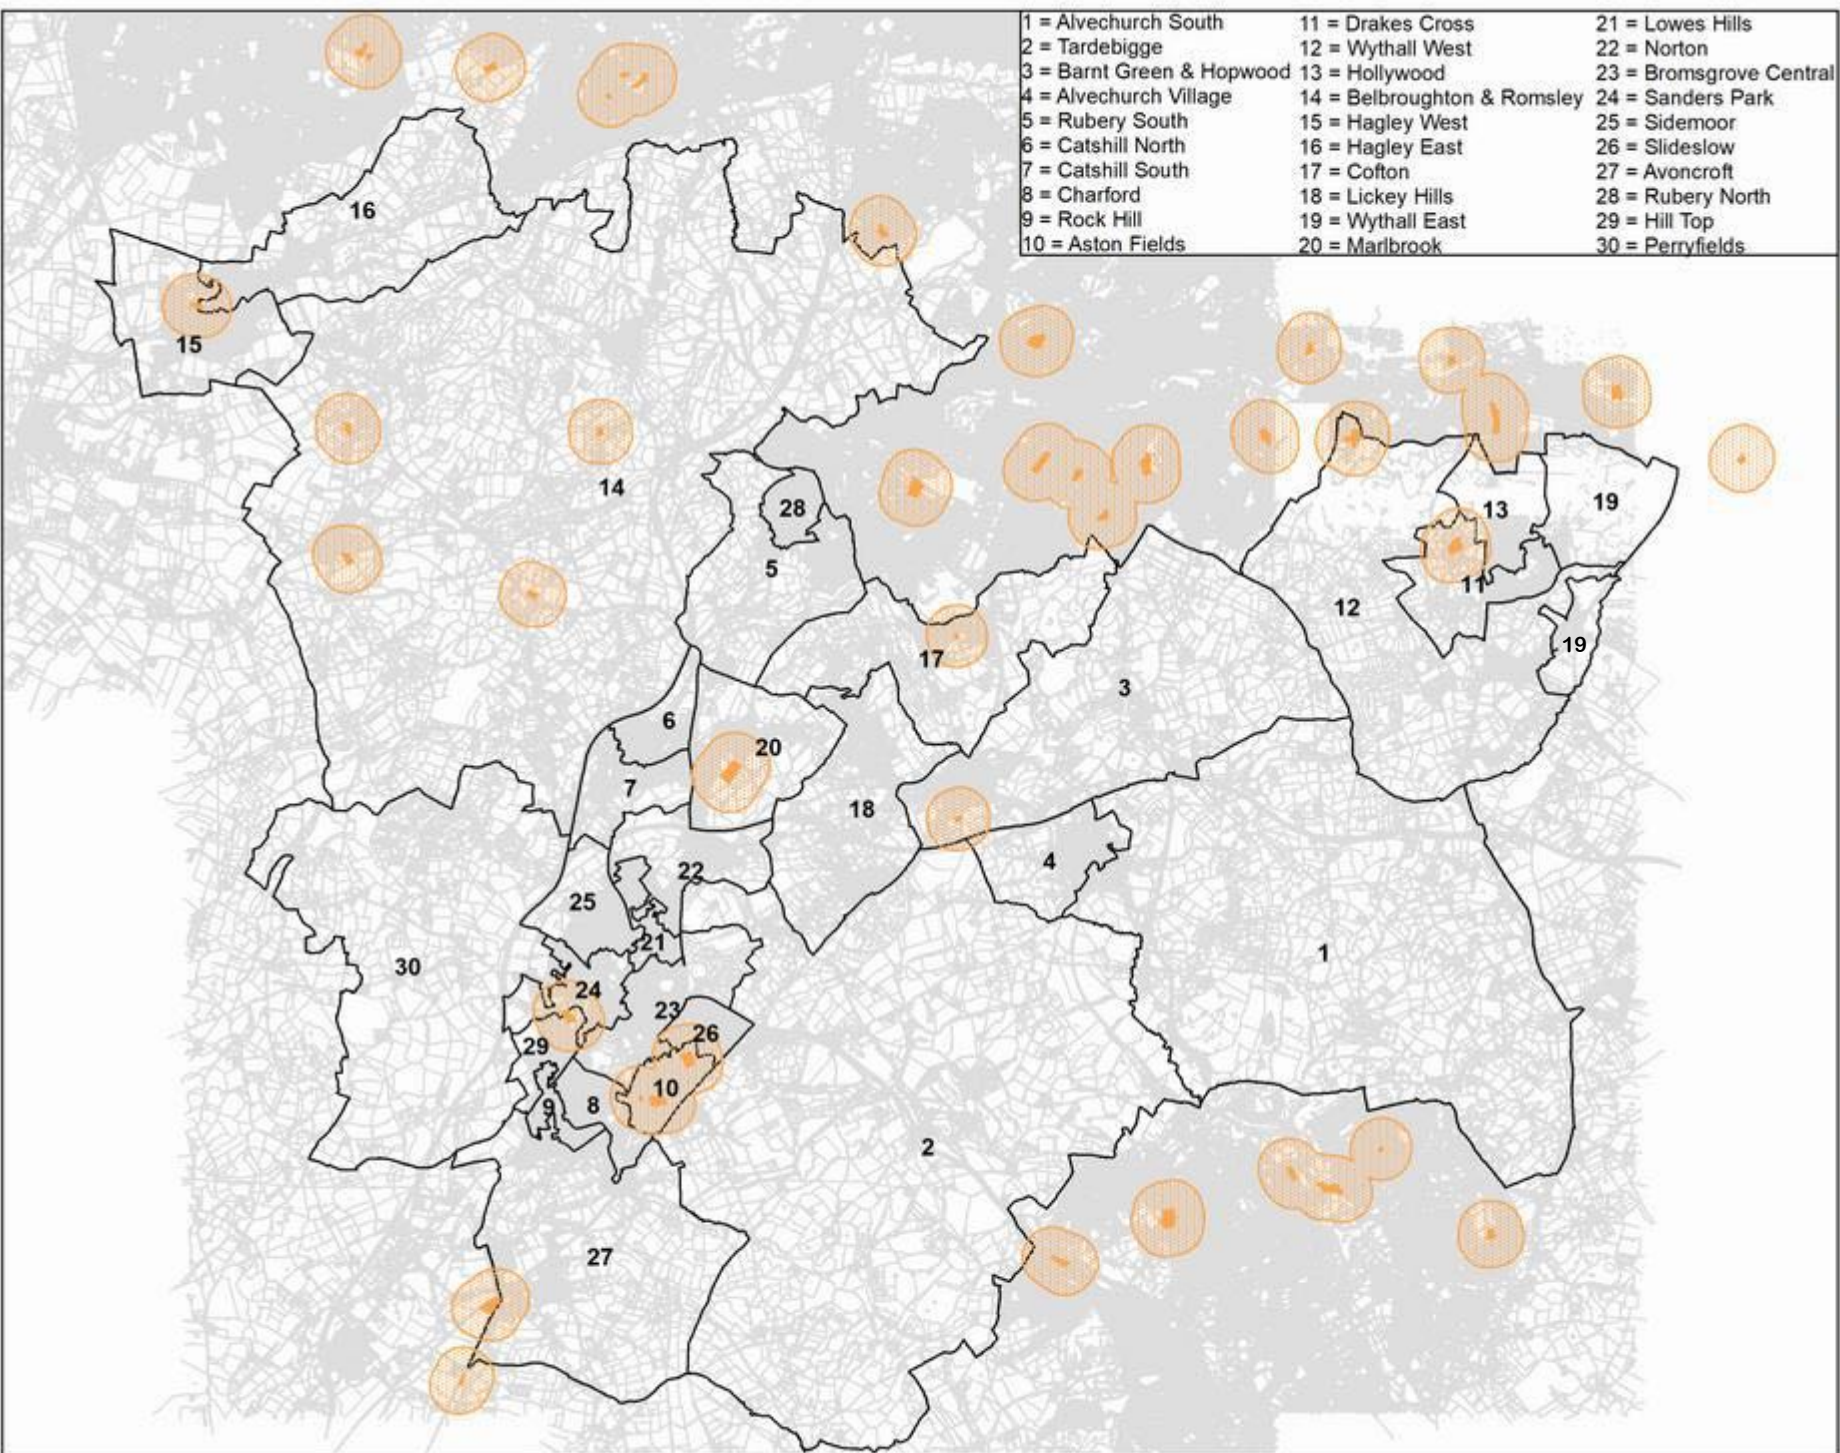 1 = Alvechurch South
2 = Tardebigge
3 = Barnt Green & Hopwood
4 = Alvechurch Village
5 = Rubery South
6 = Catshill North
7 = Catshill South
8 = Charford
9 = Rock Hill
10 = Aston Fields
11 = Drakes Cross
12 = Wythall West
13 = Hollywood
14 = Belbroughton & Romsley
15 = Hagley West
16 = Hagley East
17 = Cofton
18 = Lickey Hills
19 = Wythall East
20 = Marlbrook
21 = Lowes Hills
22 = Norton
23 = Bromsgrove Central
24 = Sanders Park
25 = Sidemoor
26 = Slideslow
27 = Avoncroft
28 = Rubery North
29 = Hill Top
30 = Perryfields
16
15
14
28
13
19
5
11
12
19
17
3
6
20
7
18
4
22
25
21
1
30
24
23
26
29
10
9
8
2
27